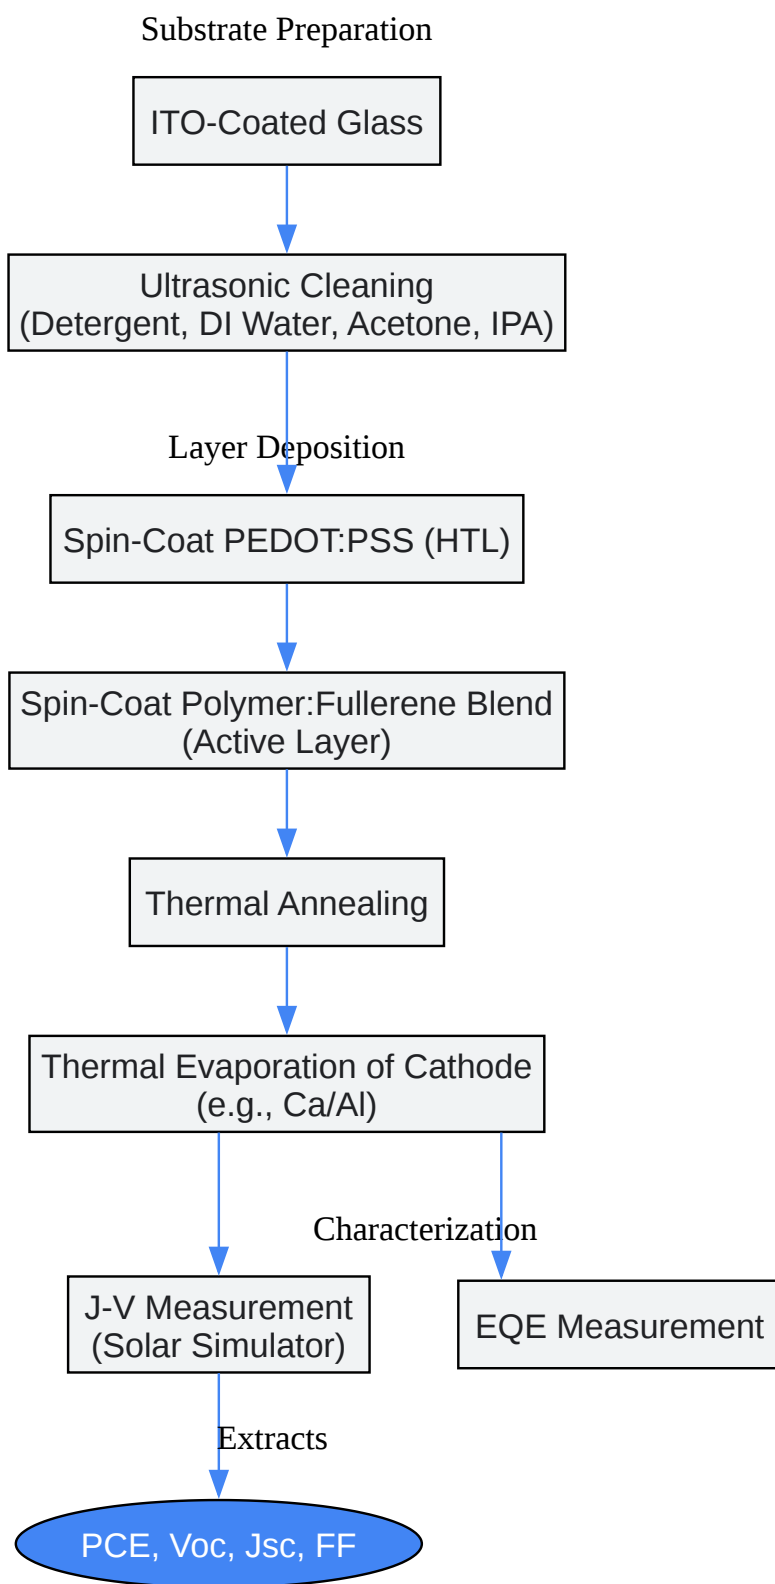 Substrate Preparation
ITO-Coated Glass
Ultrasonic Cleaning
(Detergent, DI Water, Acetone, IPA)
Layer Deposition
Spin-Coat PEDOT:PSS (HTL)
Spin-Coat Polymer:Fullerene Blend
(Active Layer)
Thermal Annealing
Thermal Evaporation of Cathode
(e.g., Ca/Al)
Characterization
J-V Measurement
(Solar Simulator)
EQE Measurement
Extracts
PCE, Voc, Jsc, FF